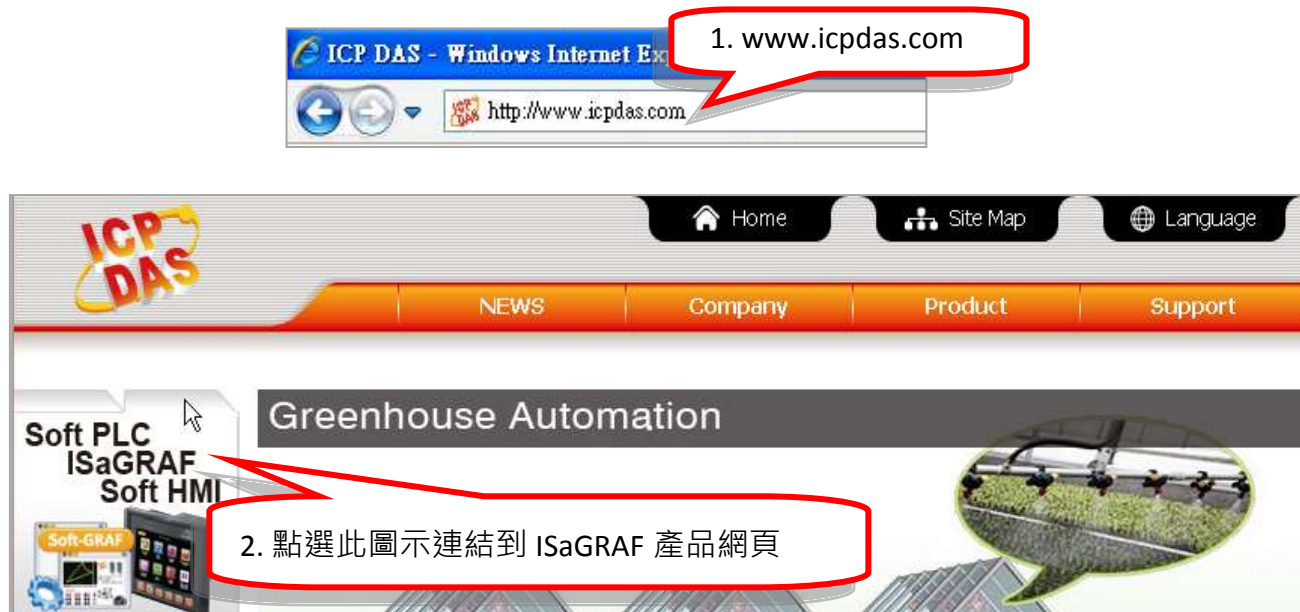 1. www.icpdas.com
ICP DAS - Windows Internet Ex
http://www.icpdas.com
ICP
DAS
Home
Site Map
Language
NEWS
Company
Product
Support
Greenhouse Automation
Soft PLC
ISaGRAF
Soft HMI
Soft-GRAF
2. 點選此圖示連結到 ISaGRAF 產品網頁